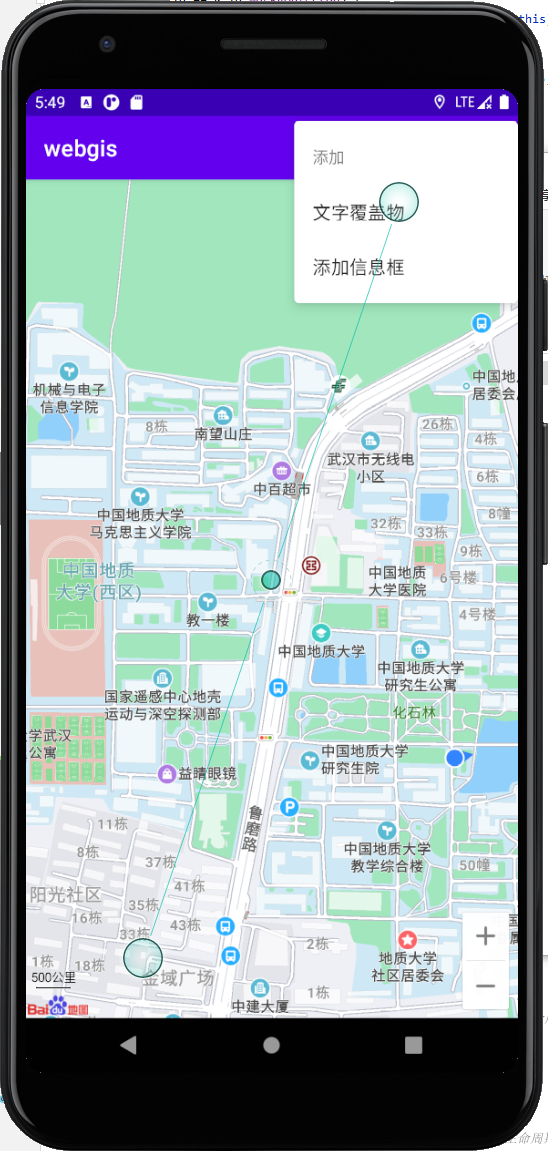 this
5:49
LTE
webgis
添加
文字覆盖物
添加信息框
机械与电子
信息学院
8栋
南望山庄
中国地
居委会
26栋
4栋
武汉市无线电
小区
6栋
中百超市
中国地质大学
马克思主义学院
32栋
33栋
8幢
9栋
中国地质
大学(西区)
中国地质
大学医院
6号楼
教一楼
4号楼
中国地质大学
中国地质大学
研究生公寓
国家遥感中心地壳
运动与深空探测部
化石林
学武汉
公寓
中国地质大学
研究生院
益晴眼镜
P
鲁磨路
11栋
8栋
37栋
中国地质大学
教学综合楼
50幢
阳光社区
41栋
35栋
16栋
43栋
33栋
1栋
18栋
2栋
地质大学
社区居委会
金域广场
500公里
1栋
中建大厦
Bai du 地图
生命周期